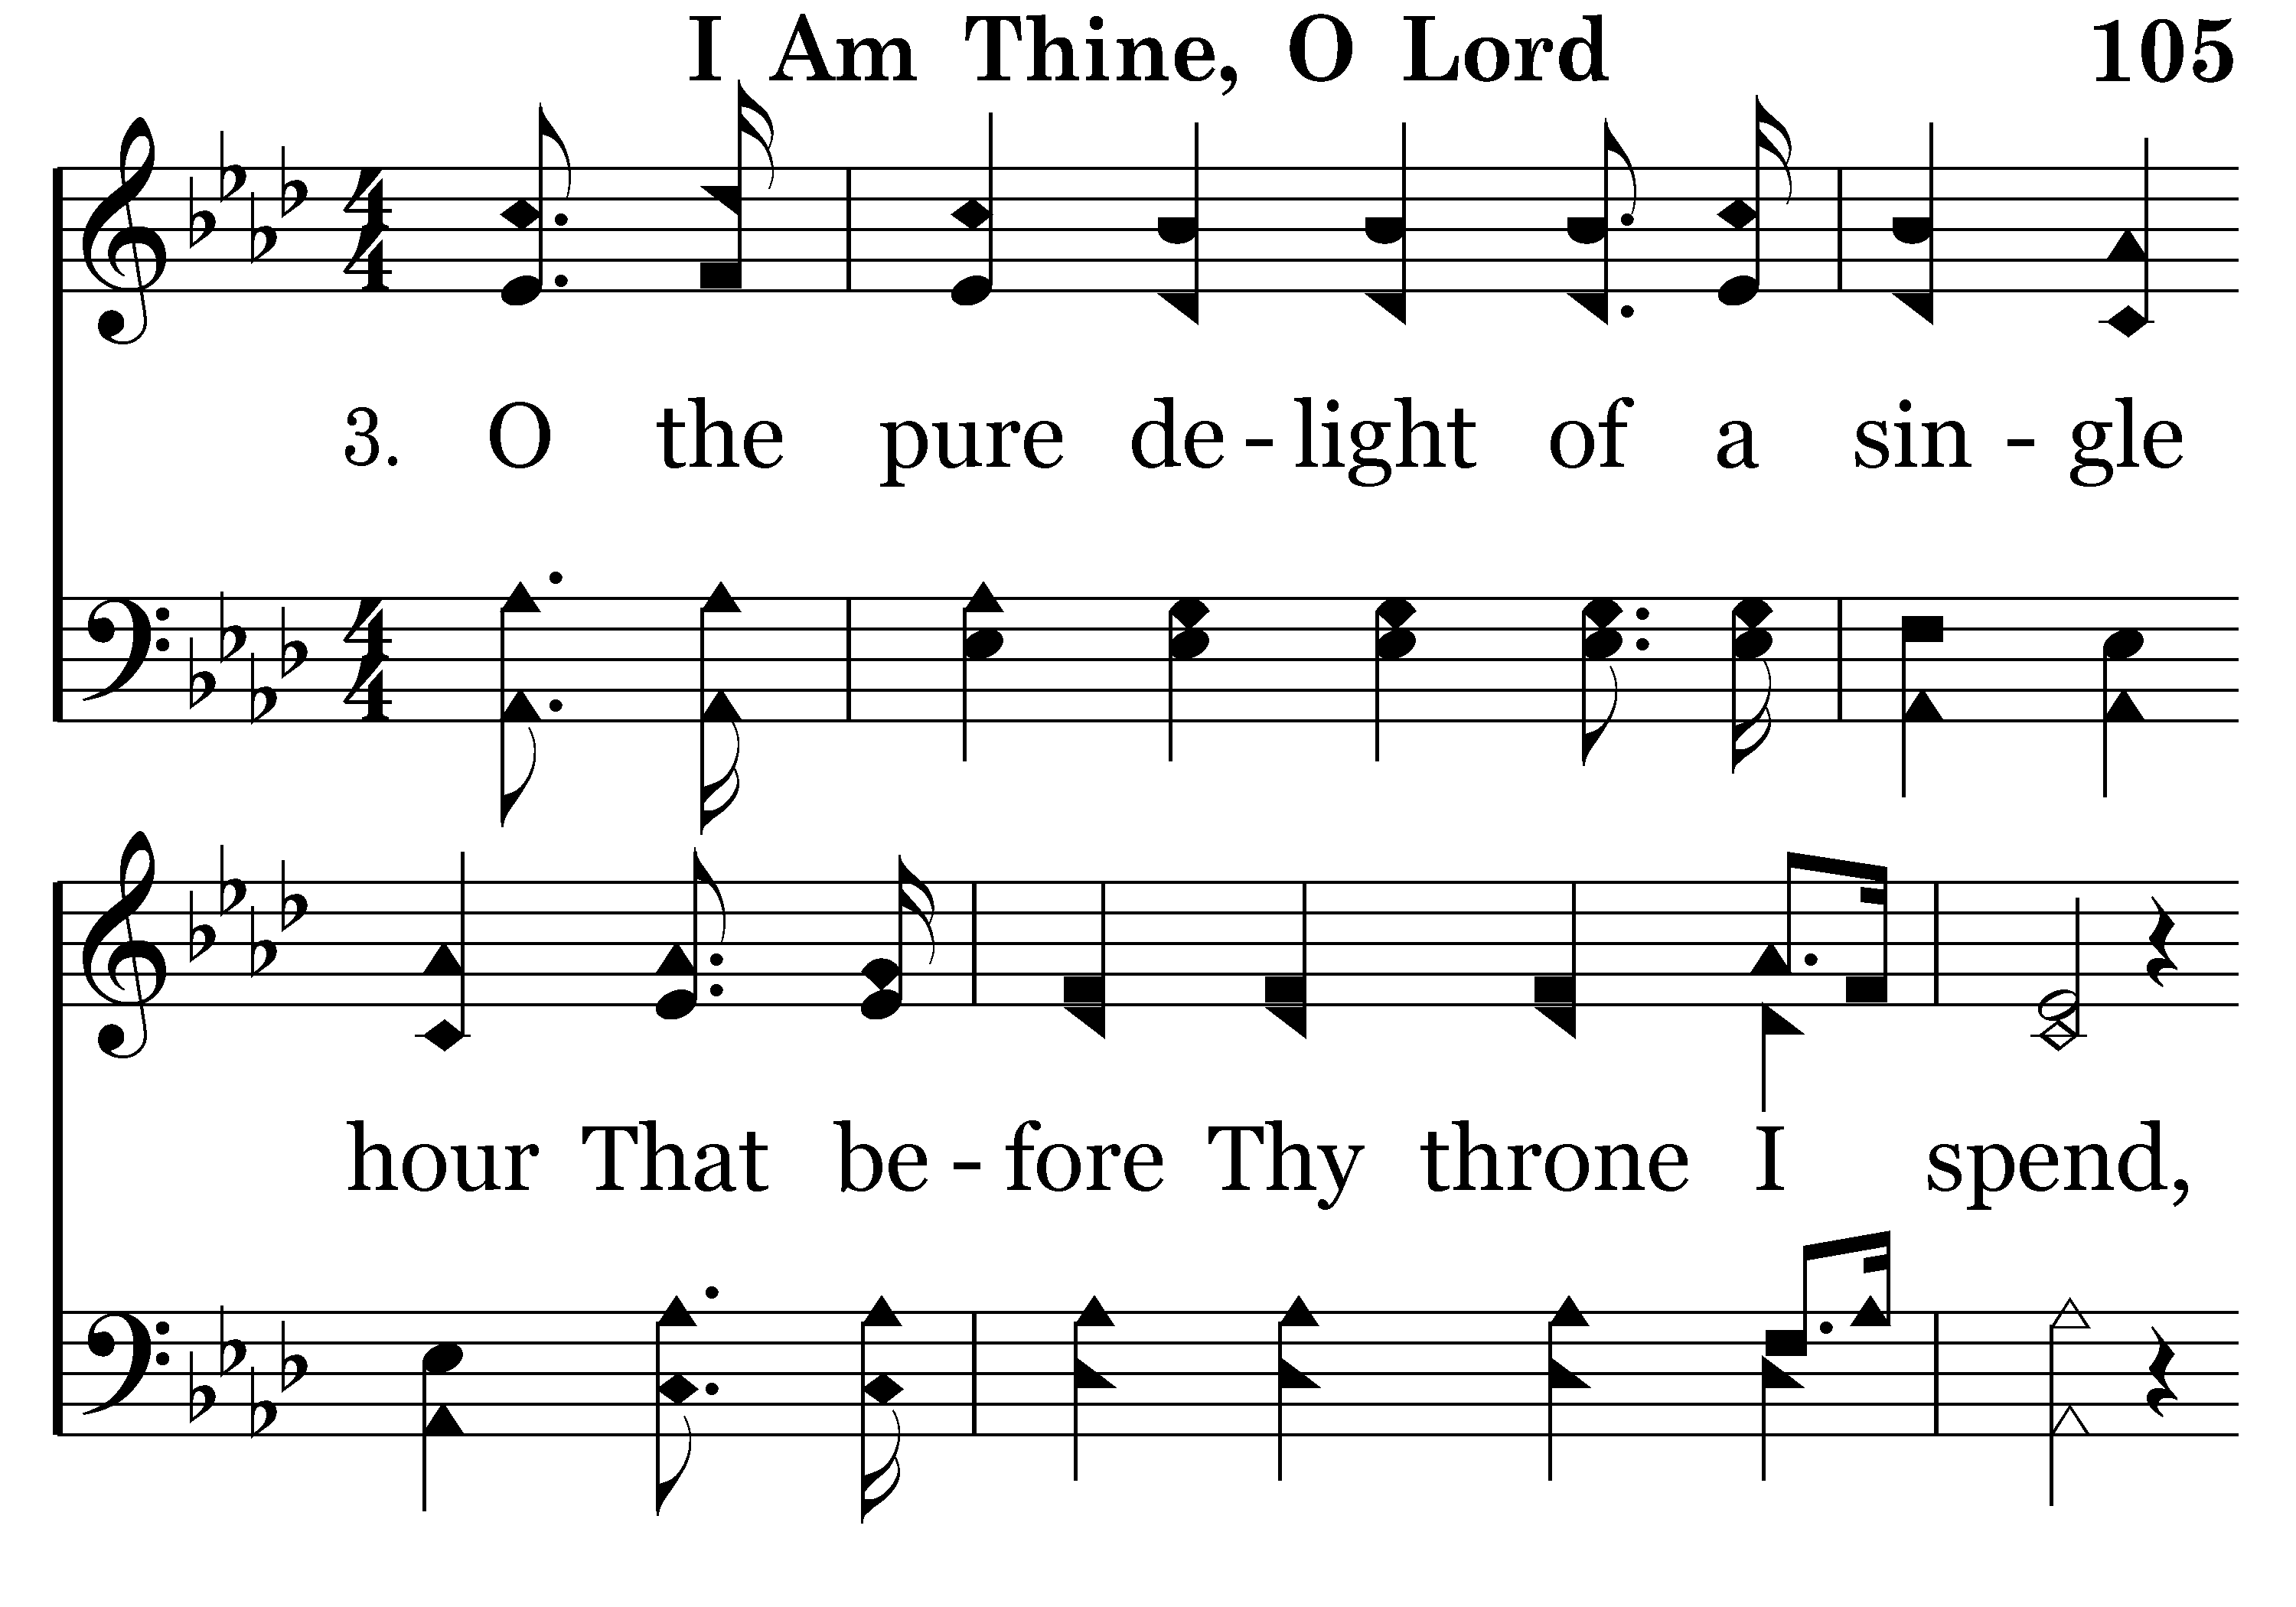 I Am Thine, O Lord 105
3. O the pure de - light of a sin - gle
hour That be - fore Thy throne I spend,